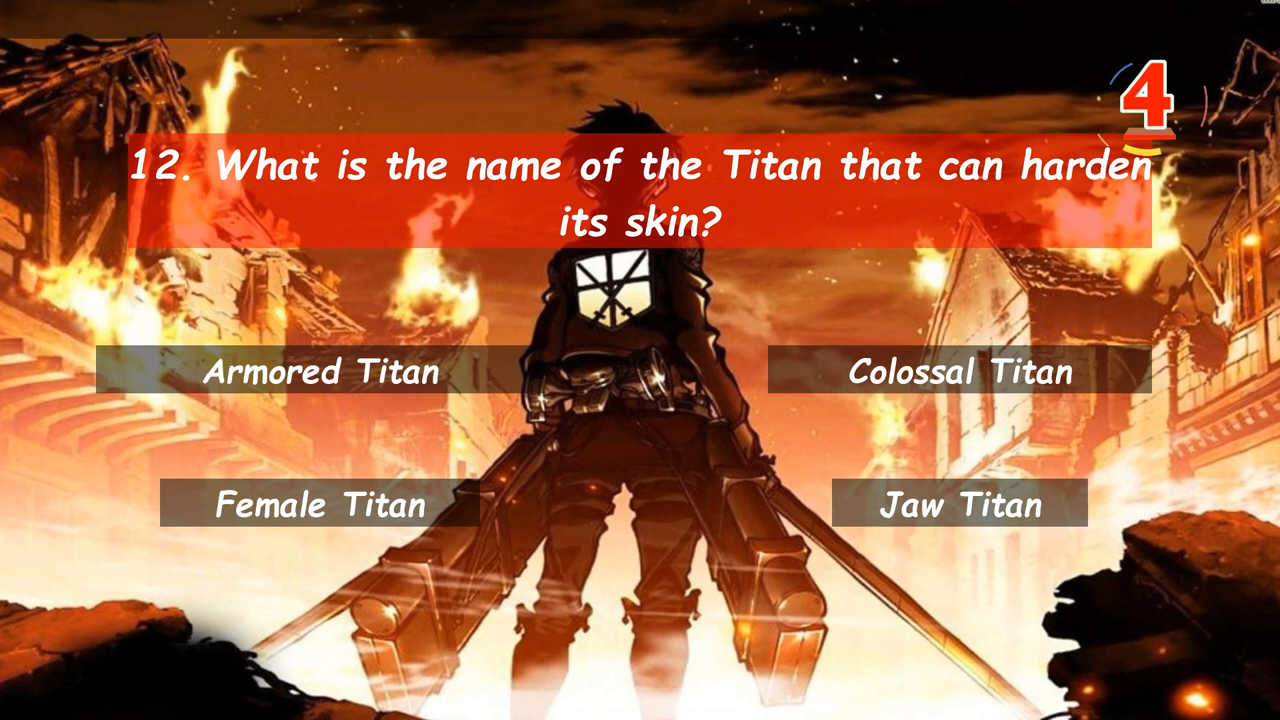 4
12. What is the name of the Titan that can harden
its skin?
Armored Titan
Colossal Titan
Female Titan
Jaw Titan